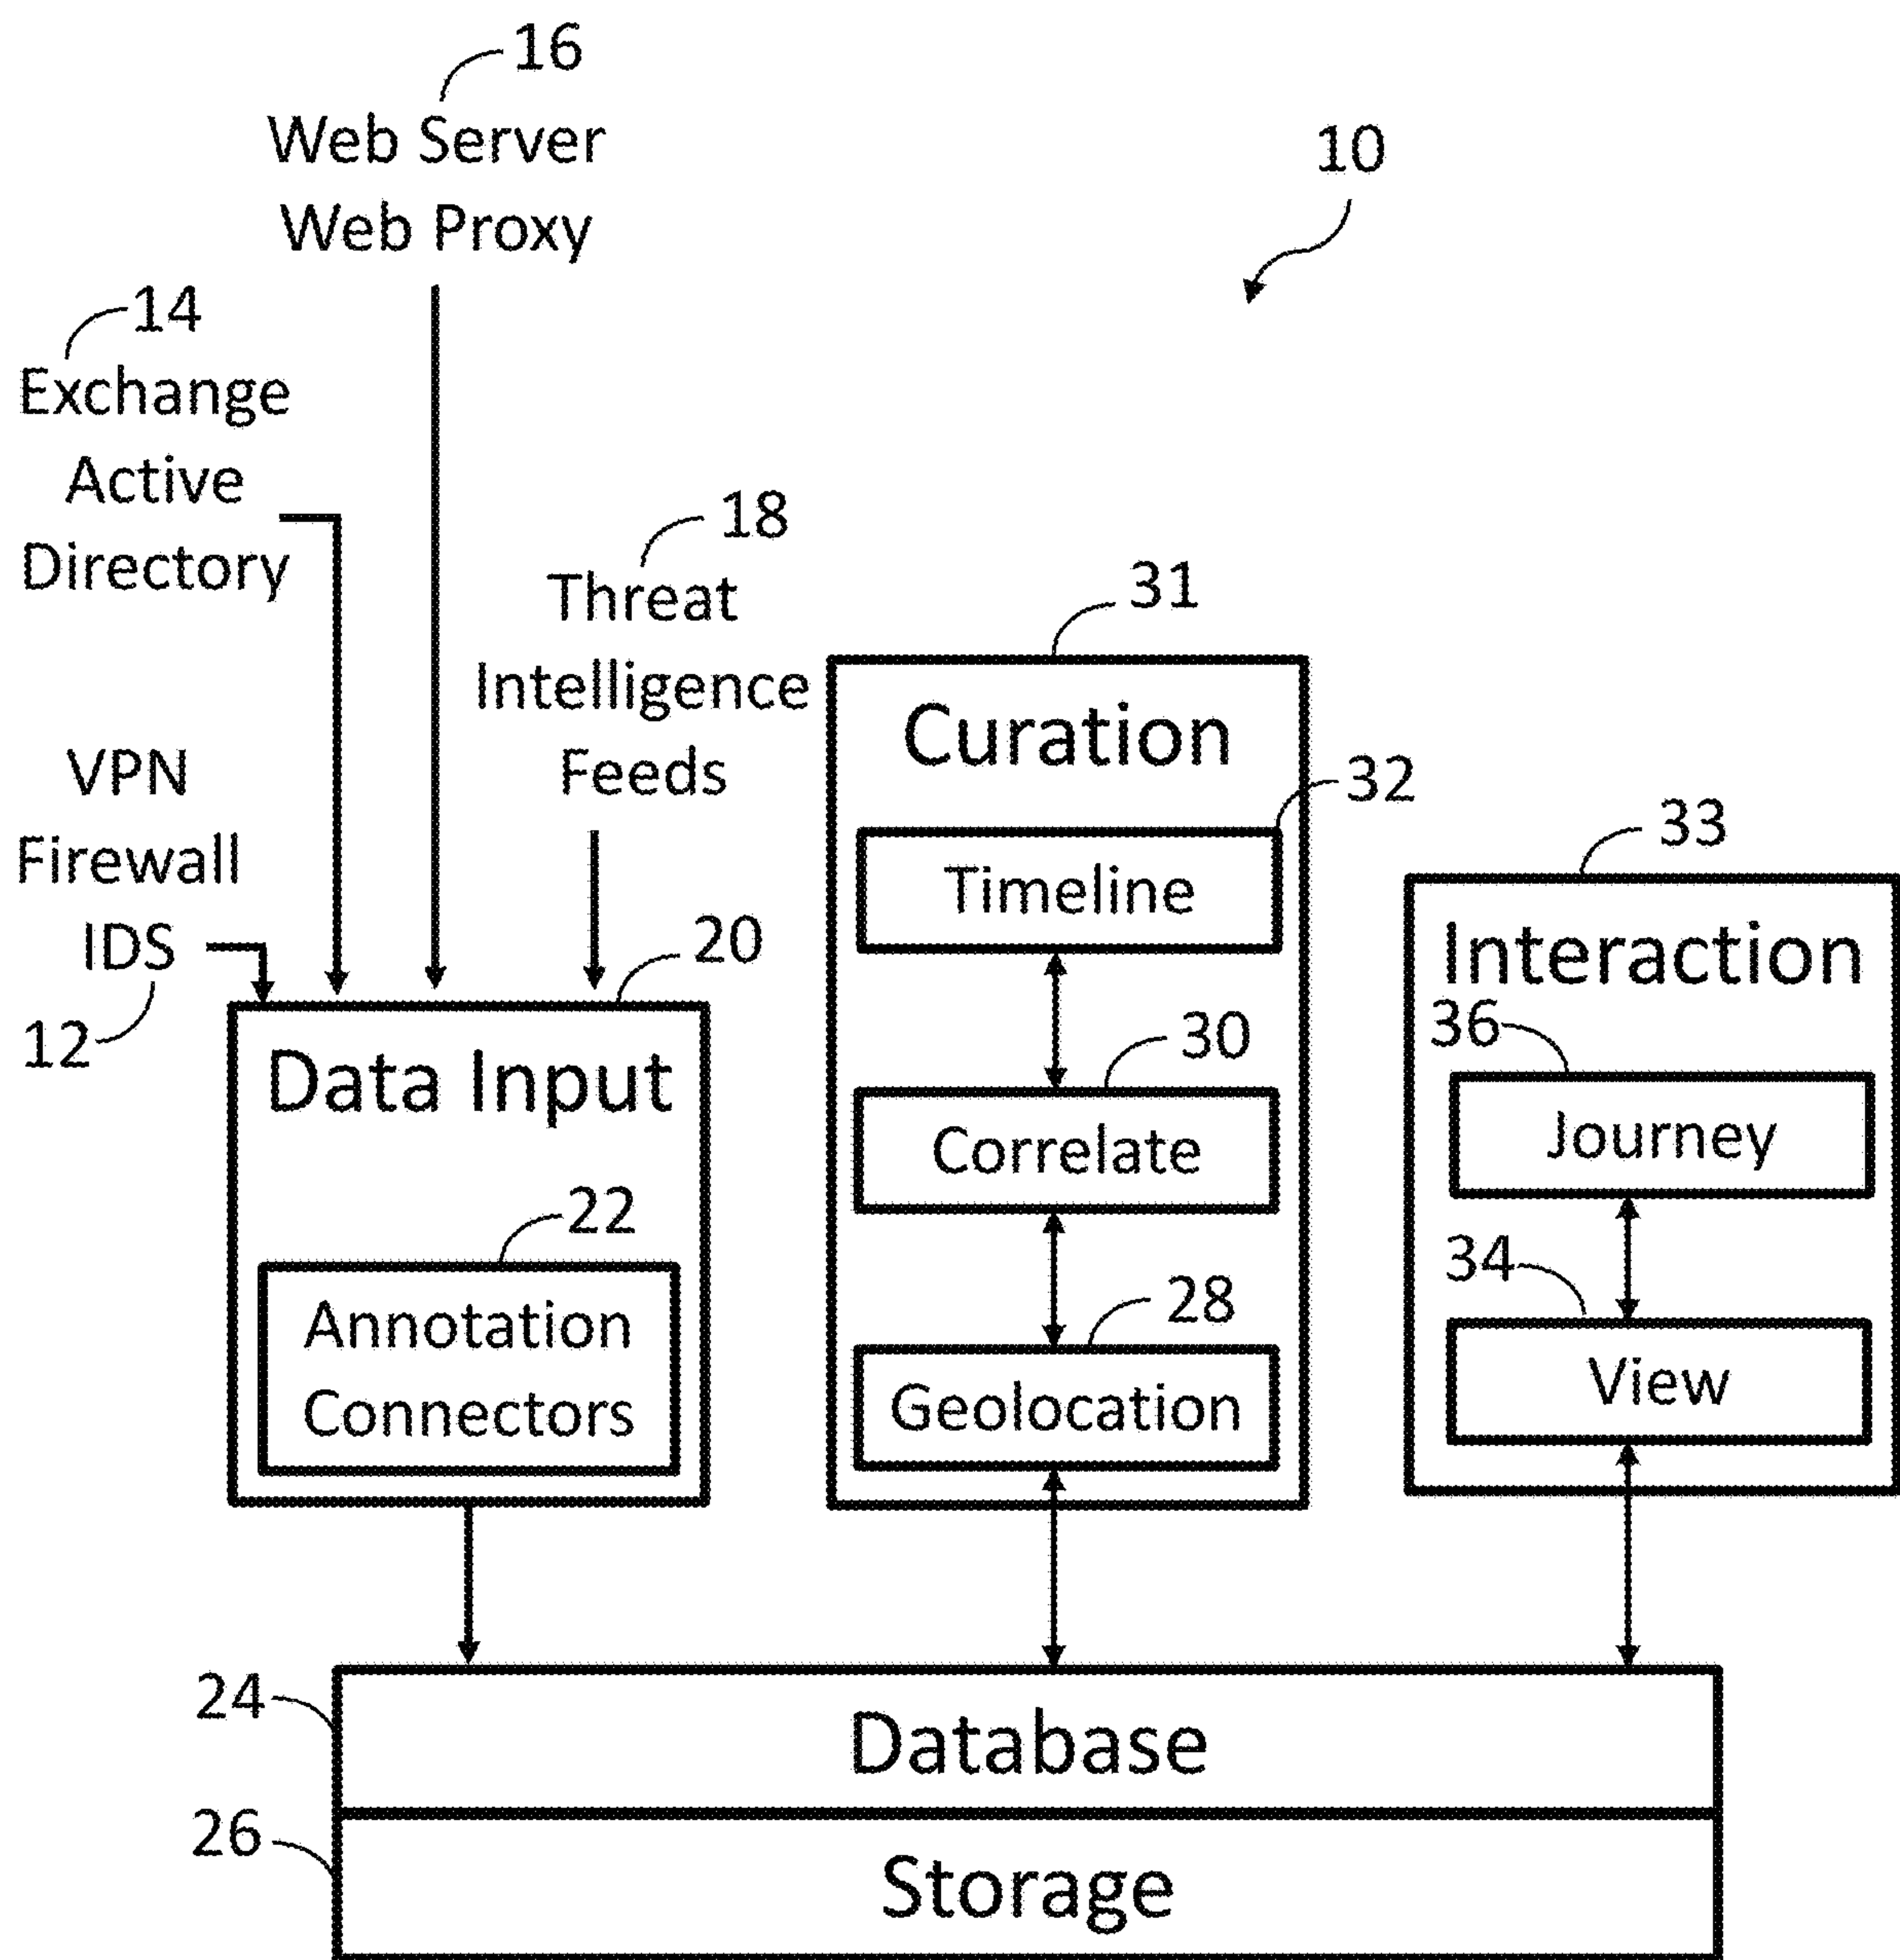 16
Web Server
Web Proxy
10
14
Exchange
Active
Directory
18
Threat
Intelligence
Feeds
VPN
Firewall
IDS
12
20
Data Input
22
Annotation
Connectors
31
Curation
32
Timeline
30
Correlate
28
Geolocation
33
Interaction
36
Journey
34
View
24
Database
26
Storage